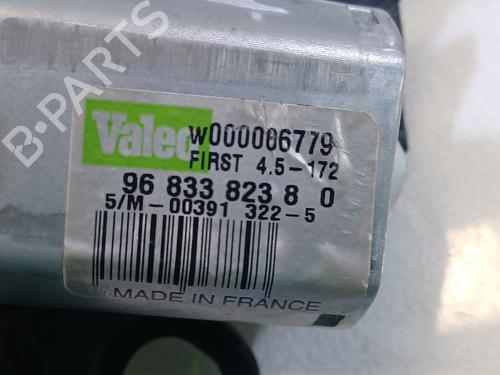 B-PARTS
Valeo
W000006779
FIRST 4.5-172
96 833 823 8 0
5/M-00391 322-5
MADE IN FRANCE